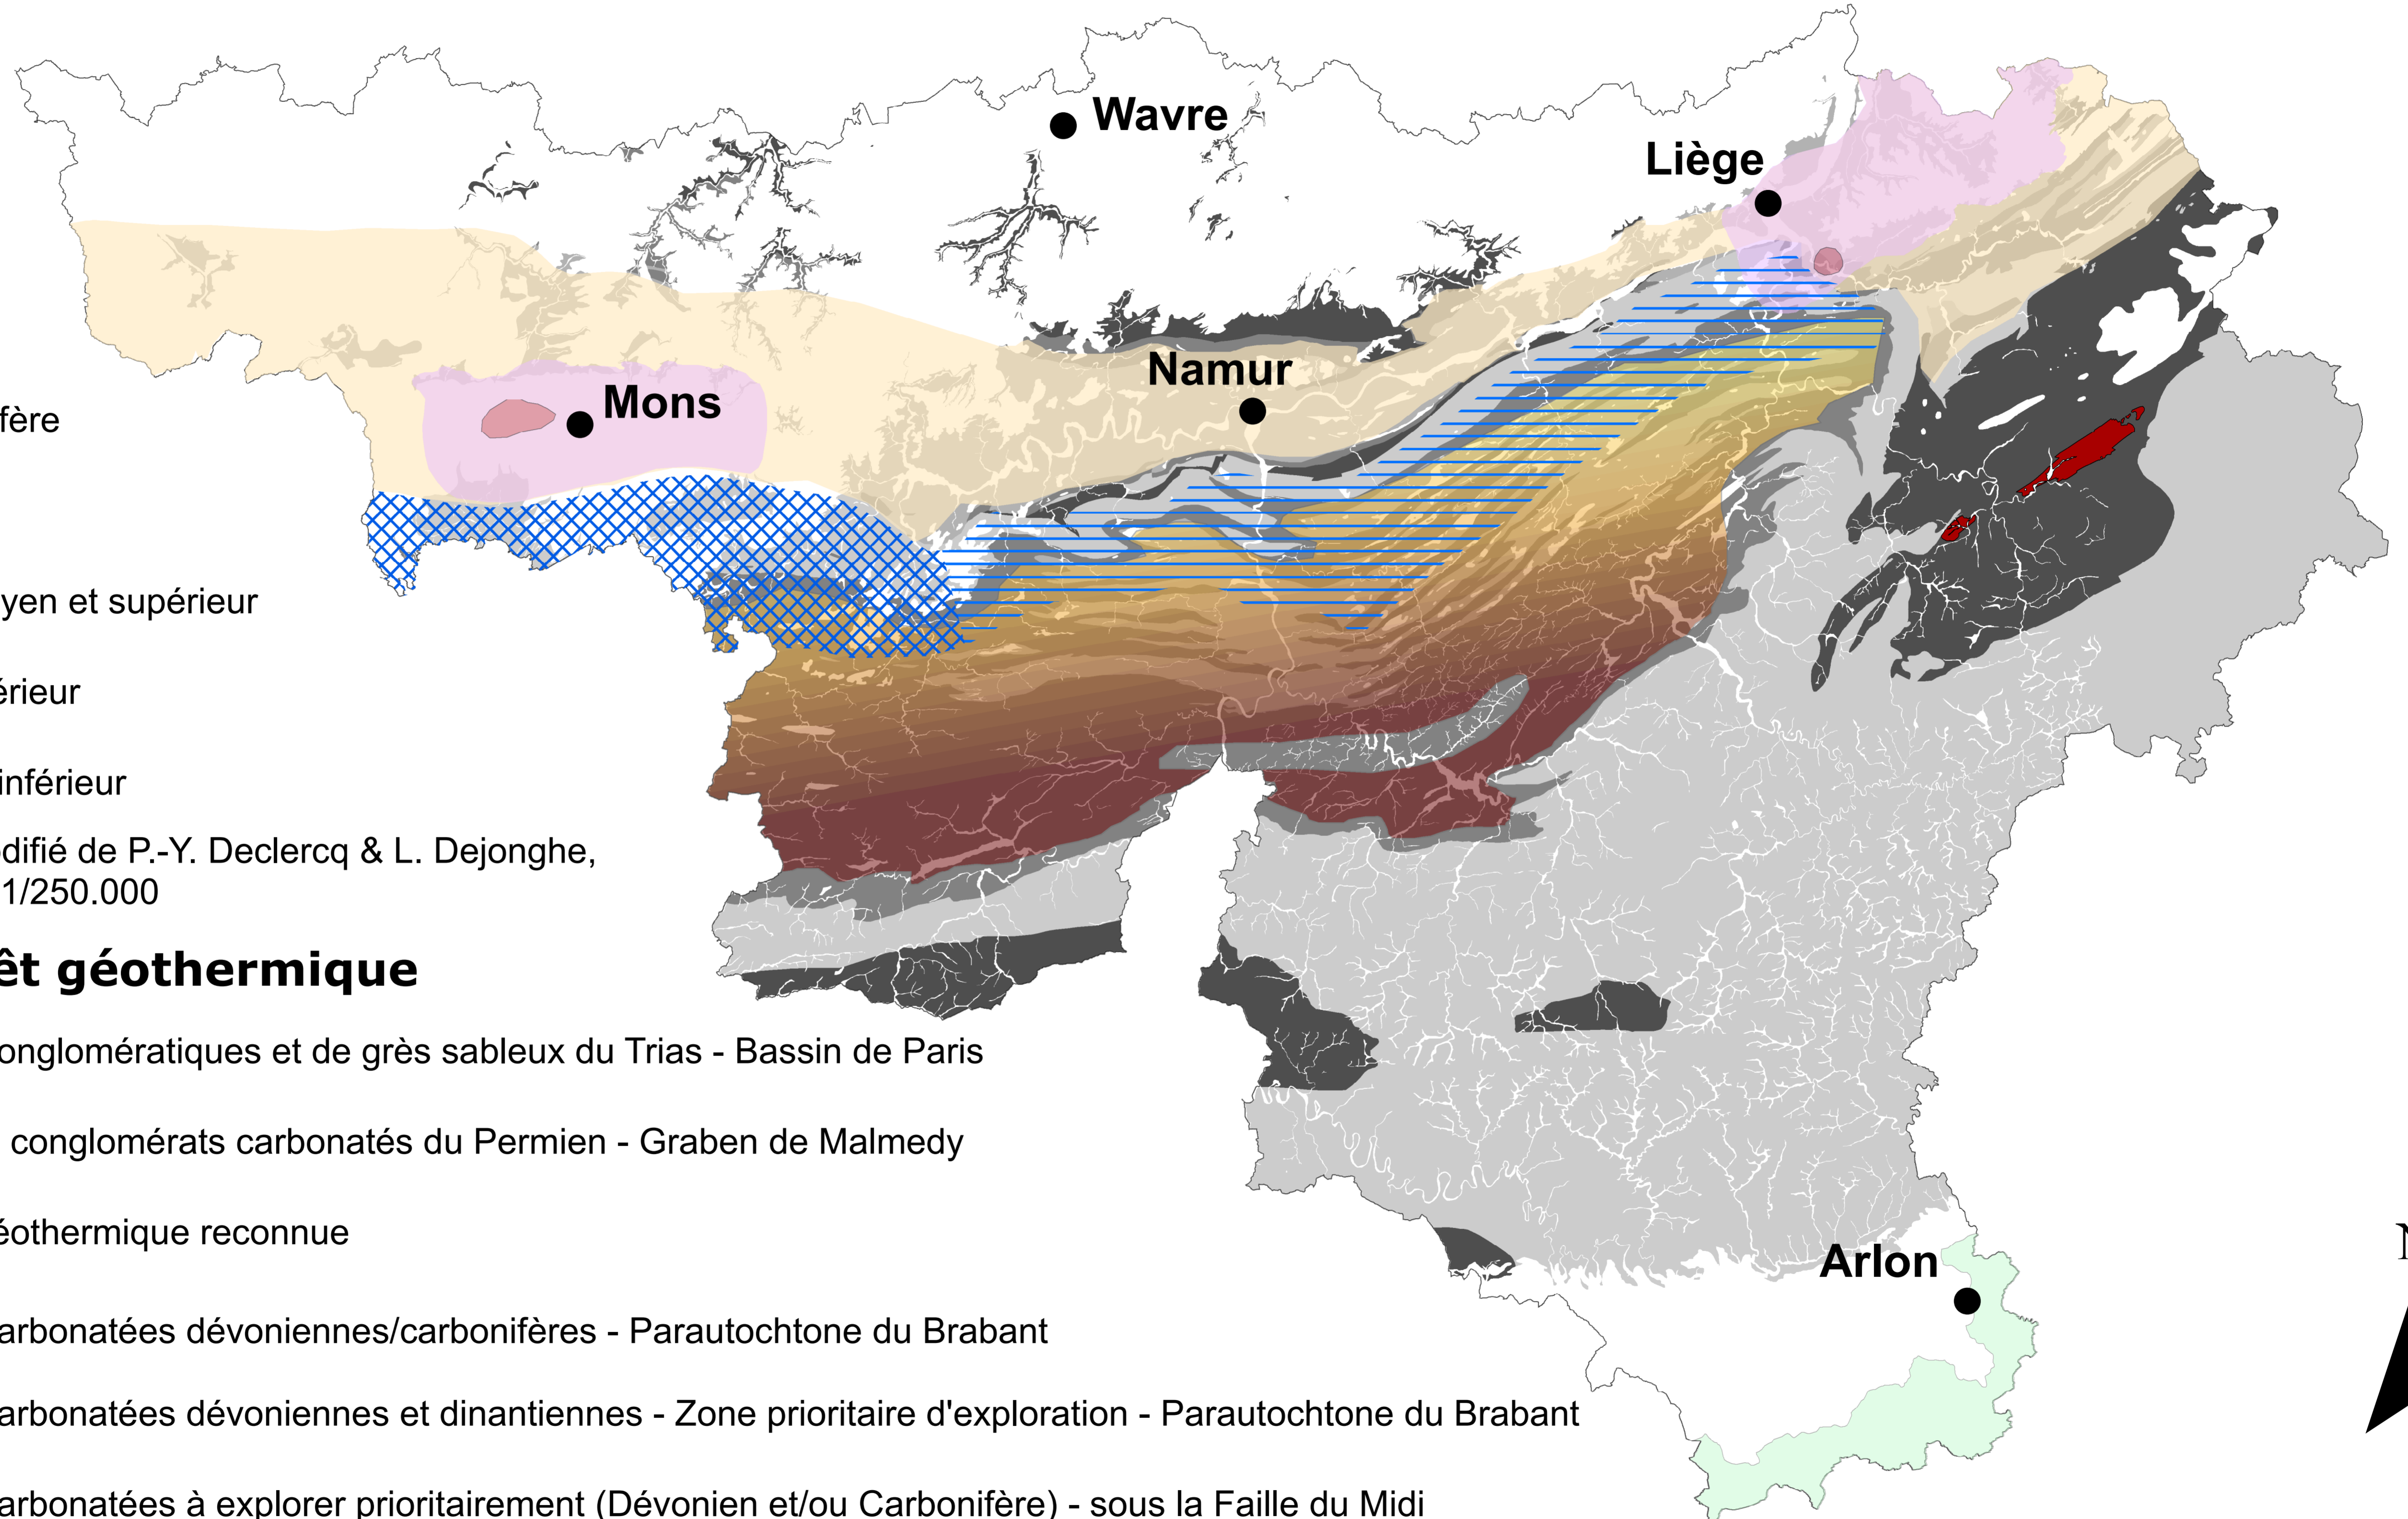 Wavre
Liège
Namur
Mons
fère
yen et supérieur
érieur
inférieur
difié de P.-Y. Declercq & L. Dejonghe,
1/250.000
êt géothermique
onglomératiques et de grès sableux du Trias - Bassin de Paris
conglomérats carbonatés du Permien - Graben de Malmedy
éothermique reconnue
Arlon
N
arbonatées dévoniennes/carbonifères - Parautochtone du Brabant
arbonatées dévoniennes et dinantiennes - Zone prioritaire d'exploration - Parautochtone du Brabant
arbonatées à explorer prioritairement (Dévonien et/ou Carbonifère) - sous la Faille du Midi